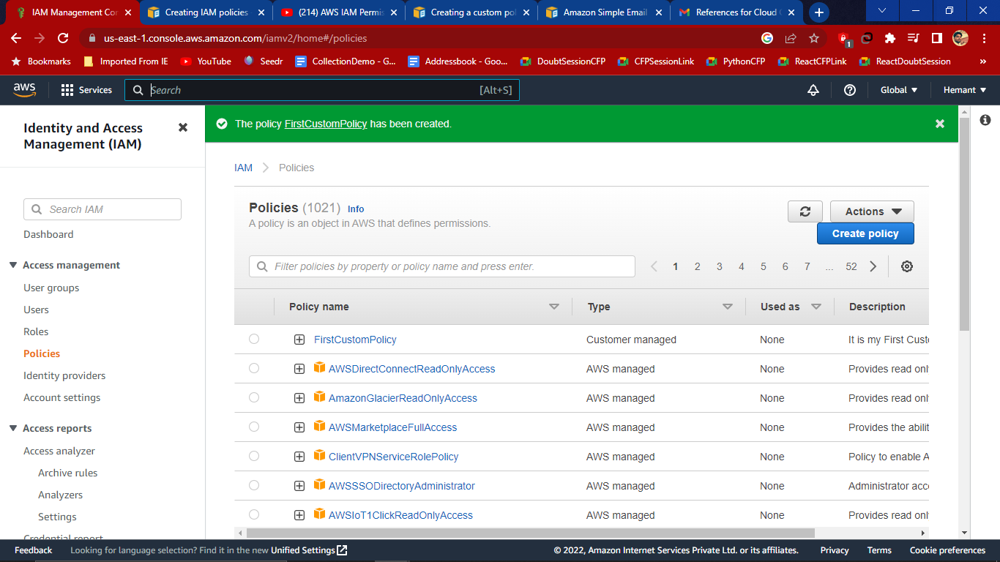 IAM Management Cor
Creating IAM policies
(214) AWS IAM Permis
Creating a custom pol
Amazon Simple Email
References for Cloud C
us-east-1.console.aws.amazon.com/iamv2/home#/policies
1
Bookmarks
Imported From IE
YouTube
Seedr
CollectionDemo - G...
Addressbook - Goo...
DoubtSessionCFP
CFPSessionLink
PythonCFP
ReactCFPLink
ReactDoubtSession
»
aws
Services
Search
[Alt+S]
Global
Hemant
Identity and Access
Management (IAM)
Search IAM
Dashboard
Access management
User groups
Users
Roles
Policies
Identity providers
Account settings
Access reports
Access analyzer
Archive rules
Analyzers
Settings
Credential report
The policy FirstCustomPolicy has been created.
IAM
Policies
Policies (1021) Info
A policy is an object in AWS that defines permissions.
Actions
Create policy
Filter policies by property or policy name and press enter.
1 2 3 4 5 6 7 ... 52
Policy name Type Used as Description
FirstCustomPolicy Customer managed None It is my First Cust
AWSDirectConnectReadOnlyAccess AWS managed None Provides read onl
AmazonGlacierReadOnlyAccess AWS managed None Provides read onl
AWSMarketplaceFullAccess AWS managed None Provides the abilit
ClientVPNServiceRolePolicy AWS managed None Policy to enable A
AWSSSODirectoryAdministrator AWS managed None Administrator acce
AWSIoT1ClickReadOnlyAccess AWS managed None Provides read onl
Feedback
Looking for language selection? Find it in the new Unified Settings
© 2022, Amazon Internet Services Private Ltd. or its affiliates.
Privacy
Terms
Cookie preferences